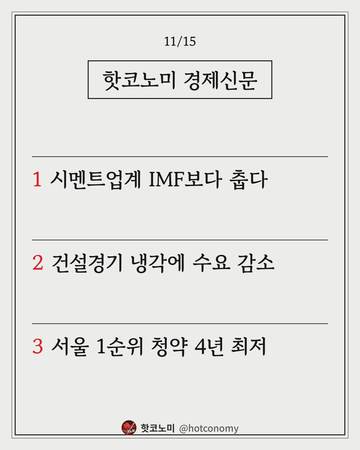 11/15
핫코노미 경제신문
1 시멘트업계 IMF보다 춥다
2 건설경기 냉각에 수요 감소
3 서울 1순위 청약 4년 최저
핫코노미 @hotconomy